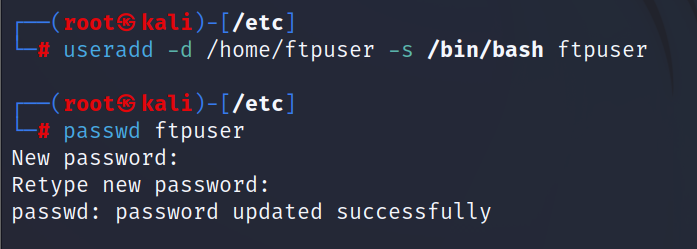 ┌──(root㉿kali)-[/etc]
└─# useradd -d /home/ftpuser -s /bin/bash ftpuser
┌──(root㉿kali)-[/etc]
└─# passwd ftpuser
New password:
Retype new password:
passwd: password updated successfully